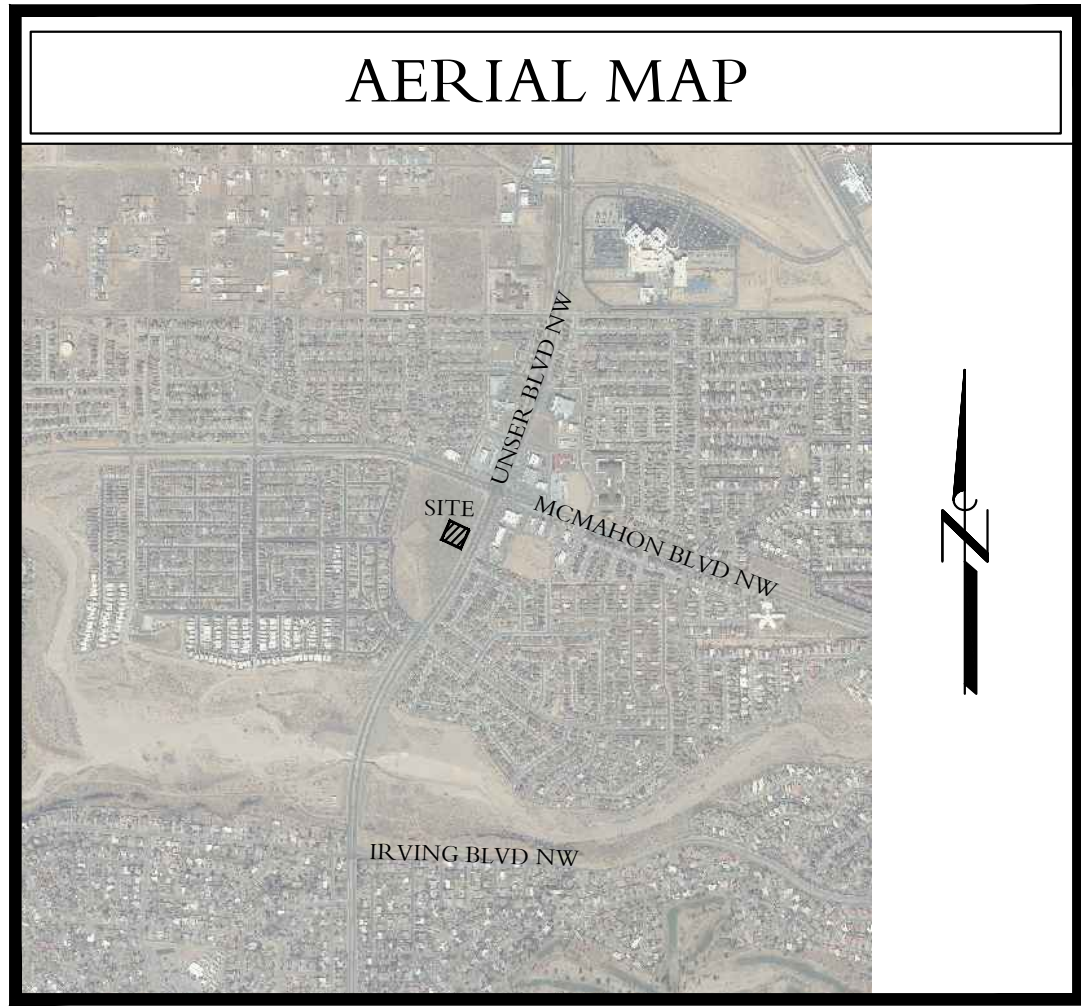 AERIAL MAP
UNSER BLVD NW
SITE
MCMAHON BLVD NW
IRVING BLVD NW
N